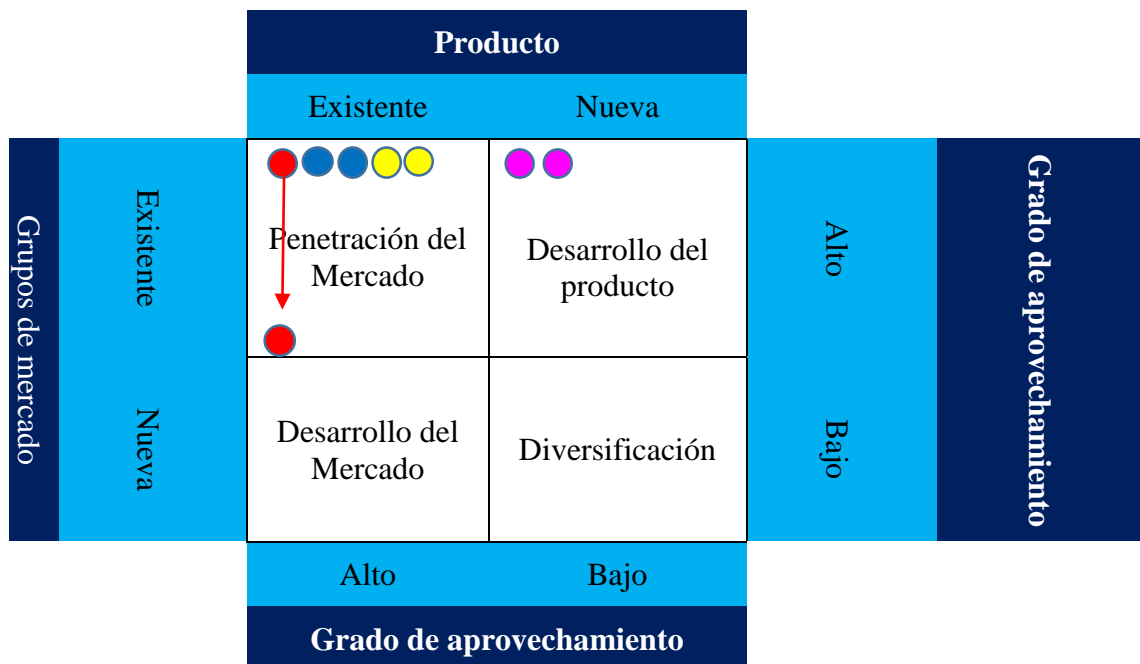 Producto
Existente
Nueva
Grupos de mercado
Existente
Nueva
Penetración del
Mercado
Desarrollo del
producto
Desarrollo del
Mercado
Diversificación
Alto
Bajo
Grado de aprovechamiento
Alto
Bajo
Grado de aprovechamiento